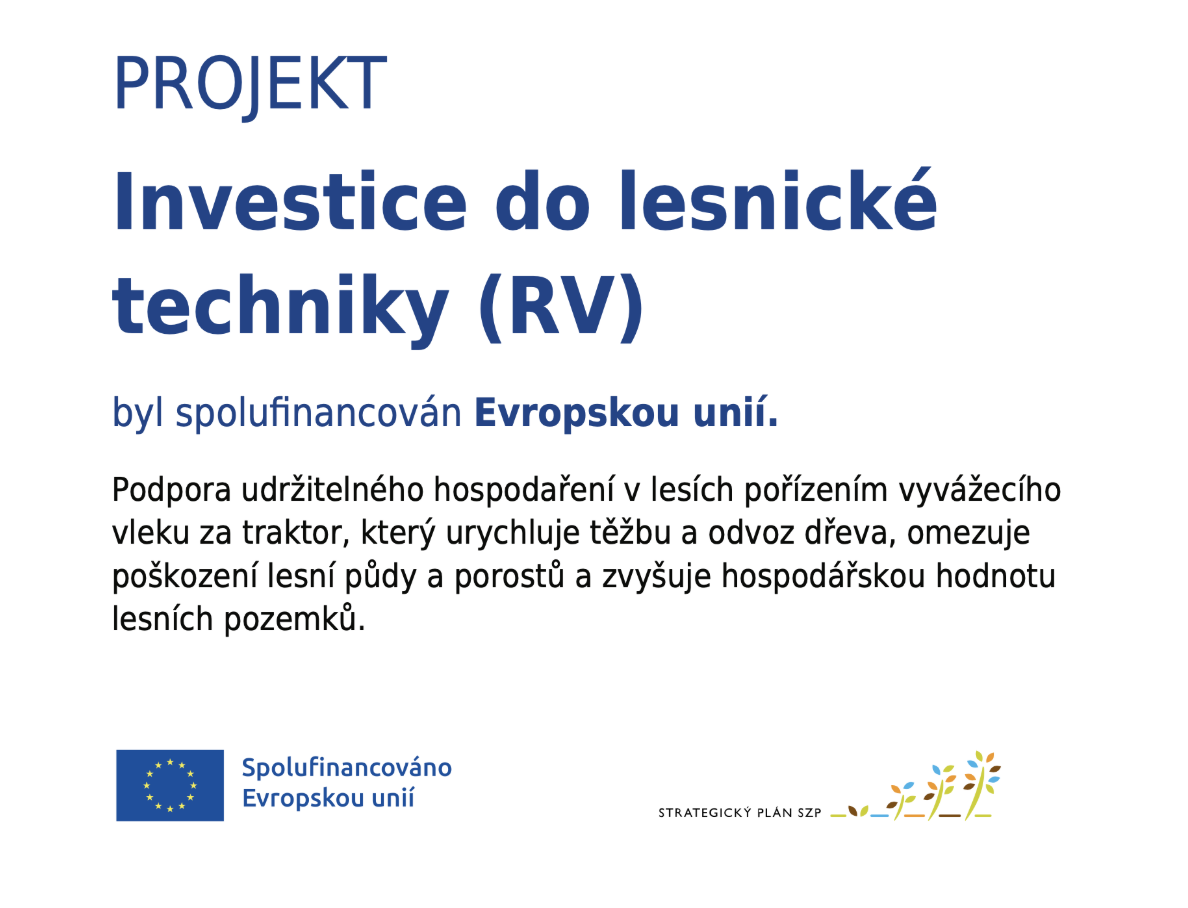 PROJEKT
Investice do lesnické
techniky (RV)
byl spolufinancován Evropskou unií.
Podpora udržitelného hospodaření v lesích pořízením vyvážecího
vleku za traktor, který urychluje těžbu a odvoz dřeva, omezuje
poškození lesní půdy a porostů a zvyšuje hospodářskou hodnotu
lesních pozemků.
Spolufinancováno
Evropskou unií
STRATEGICKÝ PLÁN SZP